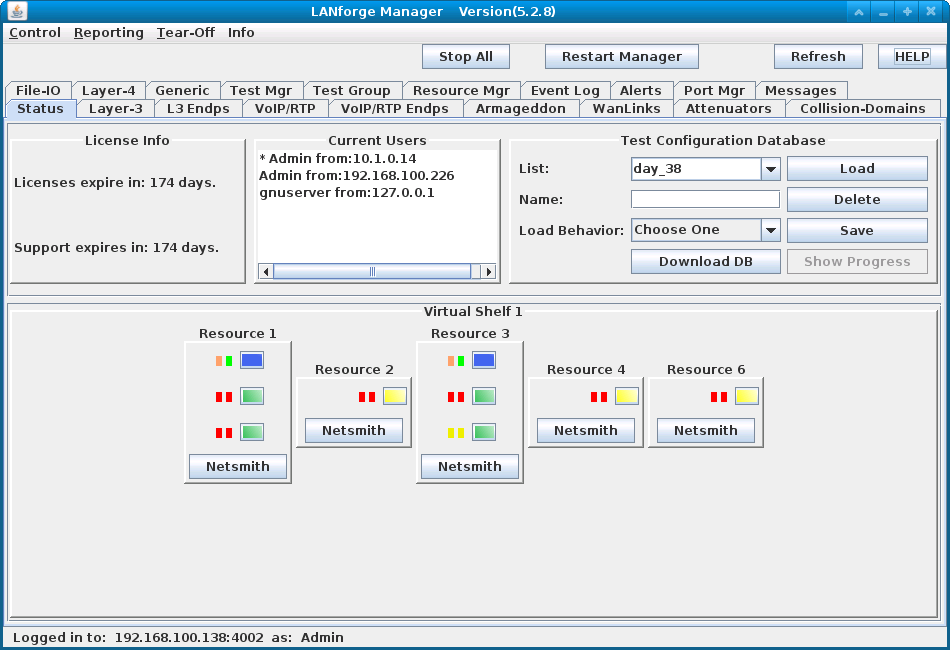 LANforge Manager Version(5.2.8)
Control Reporting Tear-Off Info
Stop All Restart Manager Refresh HELP
File-IO Layer-4 Generic Test Mgr Test Group Resource Mgr Event Log Alerts Port Mgr Messages
Status Layer-3 L3 Endps VoIP/RTP VoIP/RTP Endps Armageddon WanLinks Attenuators Collision-Domains
License Info
Licenses expire in: 174 days.
Support expires in: 174 days.
Current Users
* Admin from:10.1.0.14
Admin from:192.168.100.226
gnuserver from:127.0.0.1
Test Configuration Database
List: day_38 Load
Name: Delete
Load Behavior: Choose One Save
Download DB Show Progress
Virtual Shelf 1
Resource 1
Netsmith
Resource 2
Netsmith
Resource 3
Netsmith
Resource 4
Netsmith
Resource 6
Netsmith
Logged in to: 192.168.100.138:4002 as: Admin